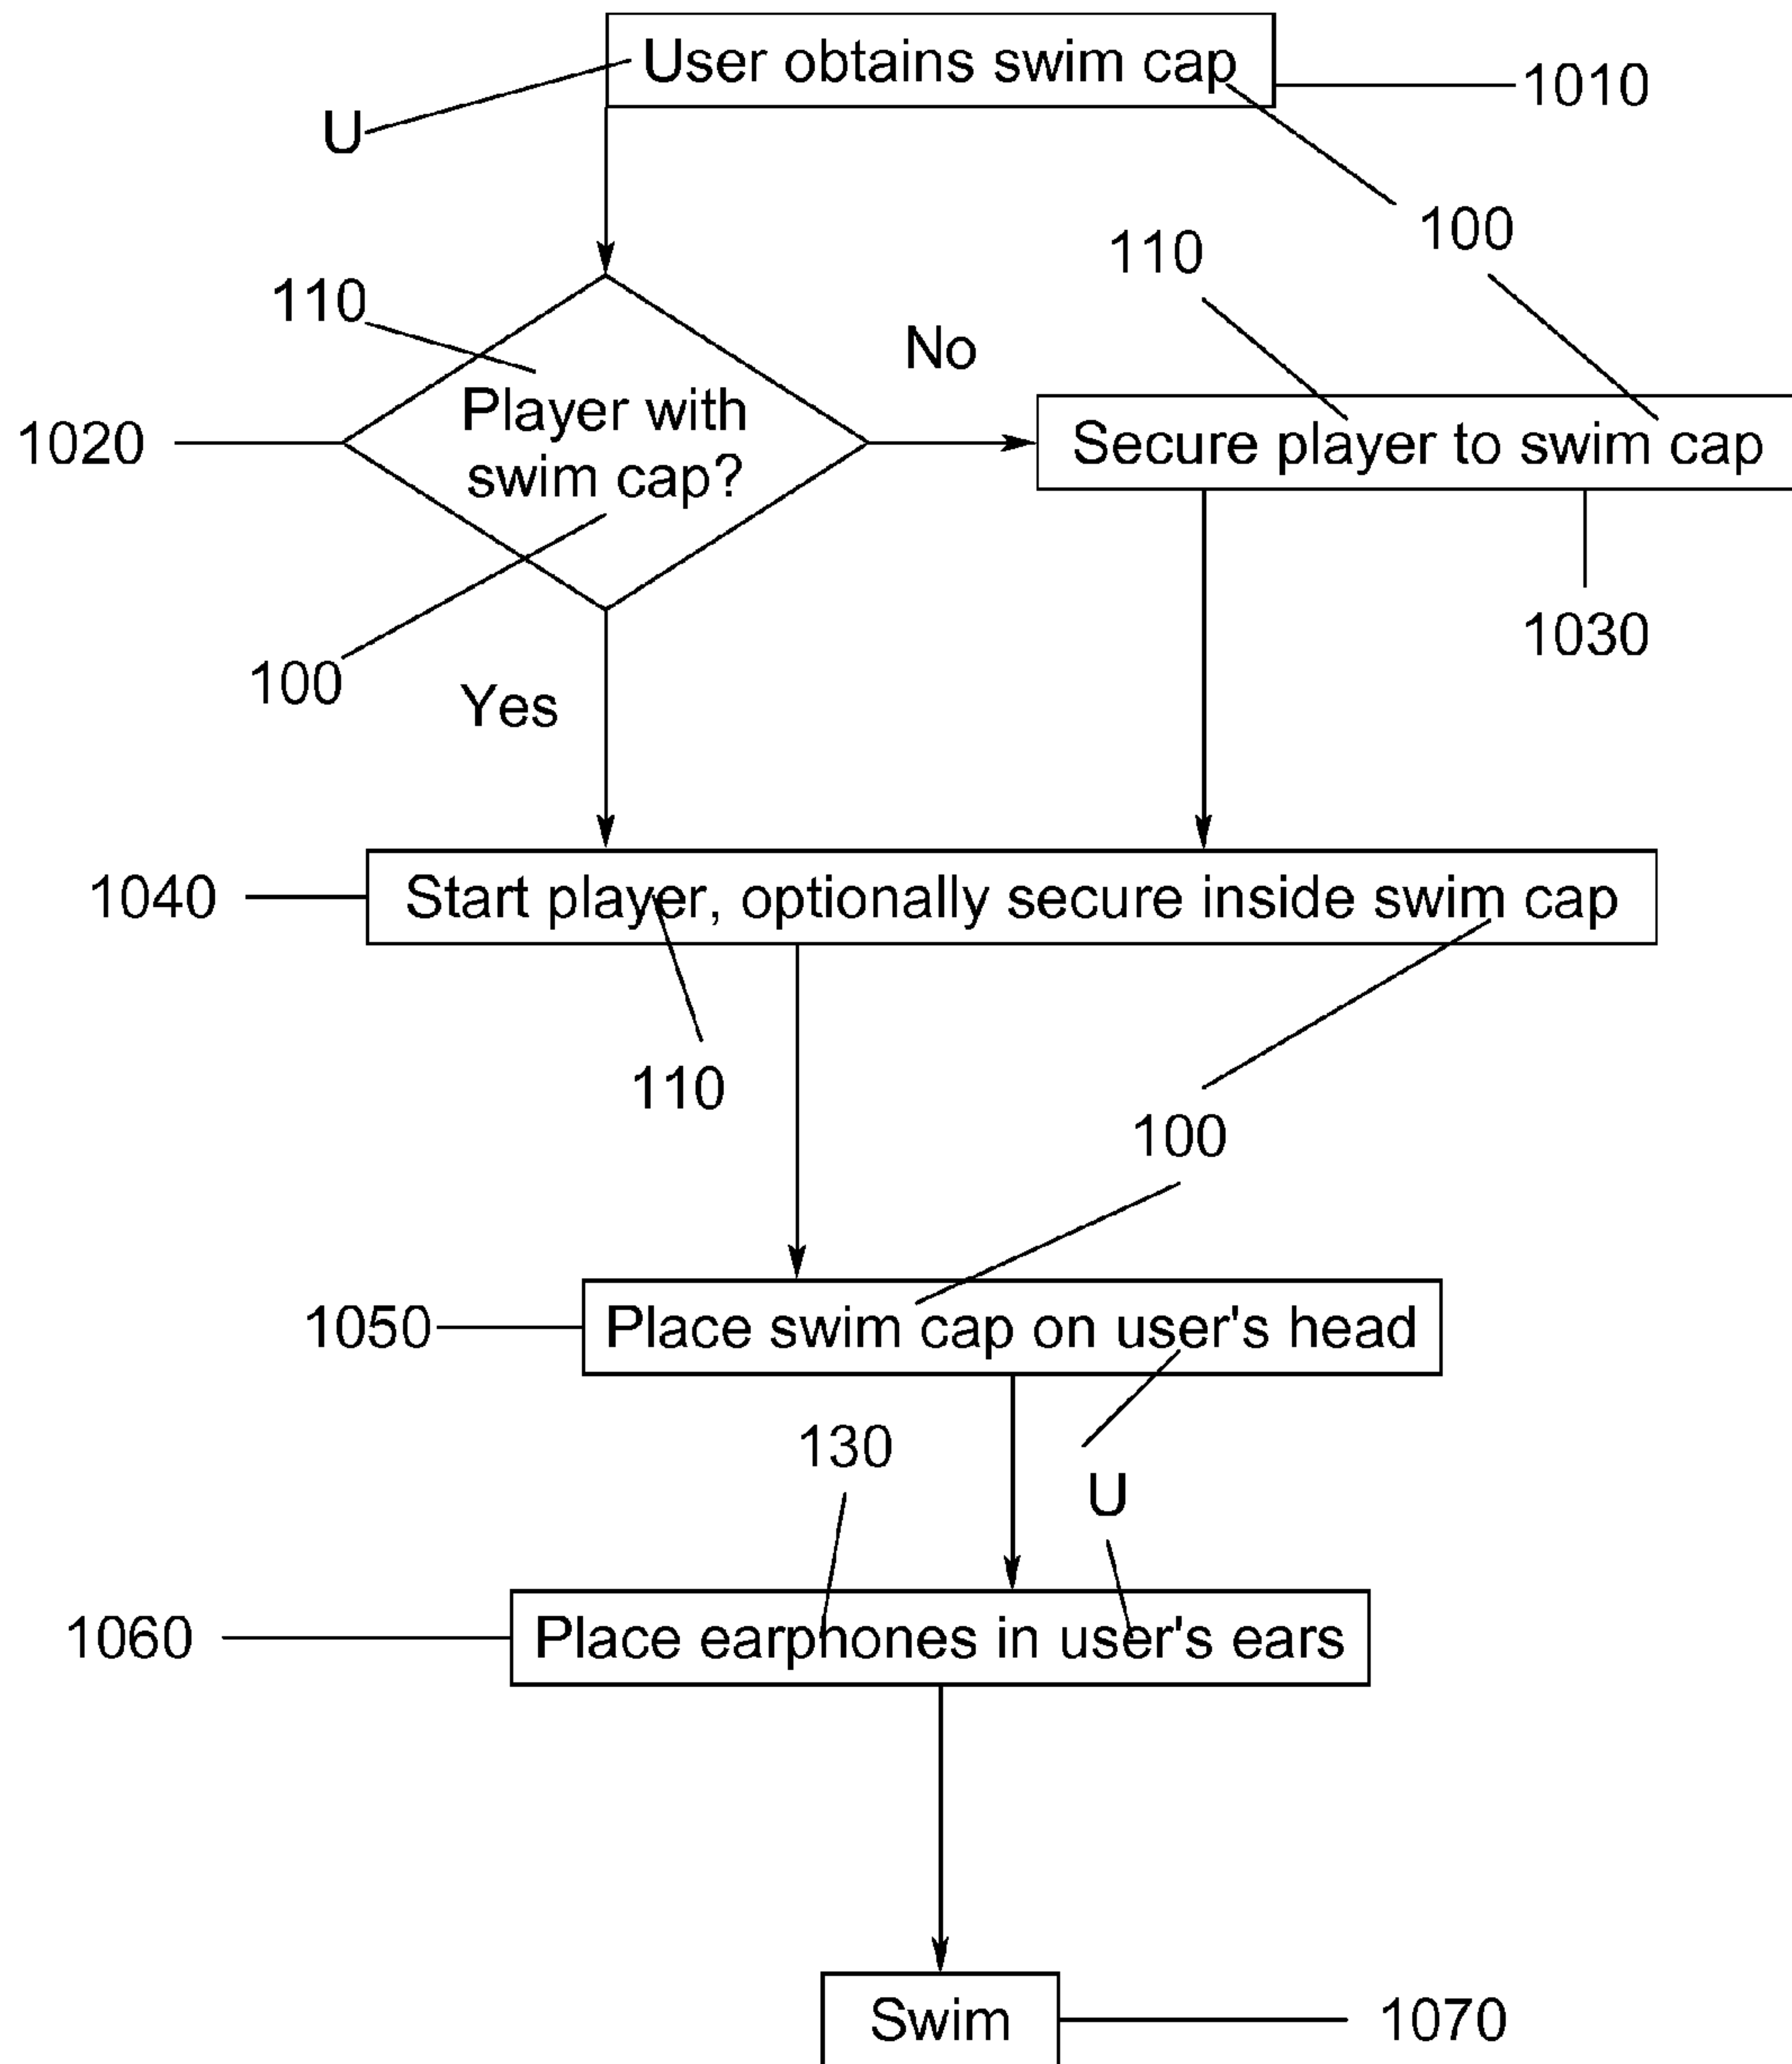 User obtains swim cap
1010
U
100
110
110
No
Player with
swim cap?
1020
Secure player to swim cap
1030
100
Yes
1040
Start player, optionally secure inside swim cap
110
100
1050
Place swim cap on user's head
130
U
1060
Place earphones in user's ears
Swim
1070